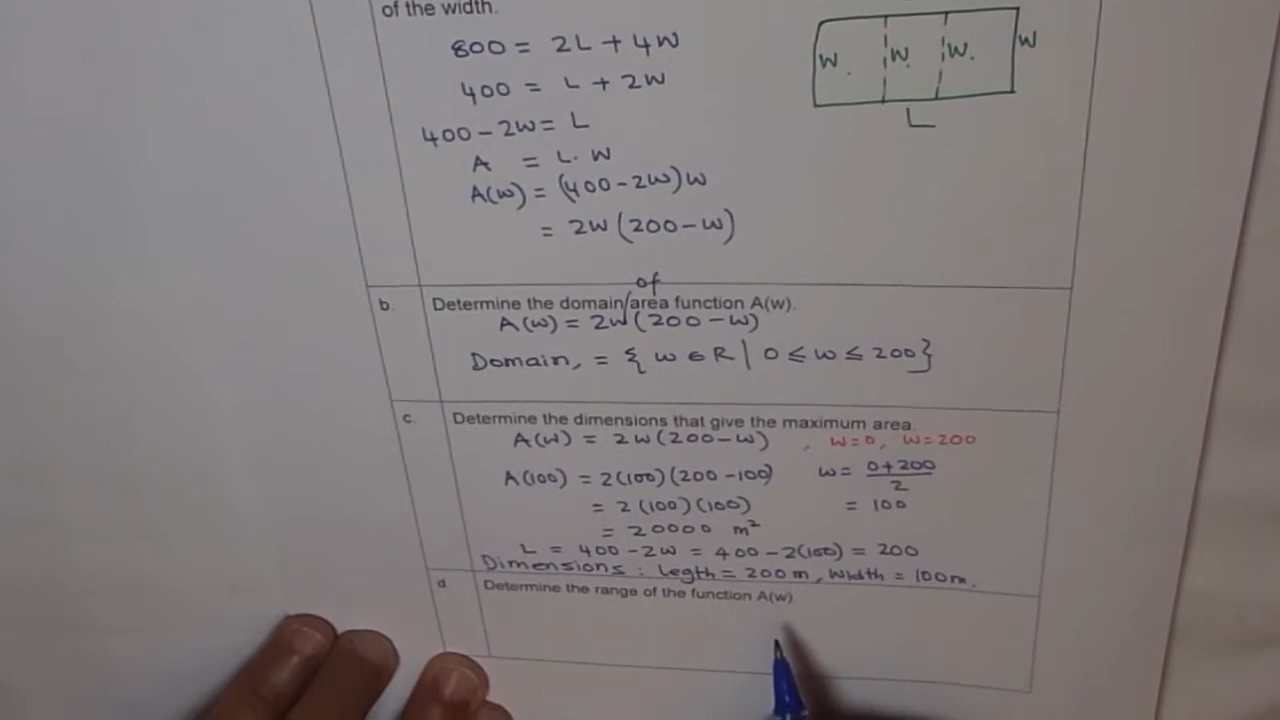 of the width.
800 = 2L + 4W
400 = L + 2W
400 - 2W = L
A = L. W
A(W) = (400-2W)W
= 2W (200-W)
W. W. W. W
L
of
b. Determine the domain/area function A(w).
A(W) = 2W (200-W)
Domain, = { W ∈ R | 0 ≤ W ≤ 200}
c. Determine the dimensions that give the maximum area.
A(W) = 2W(200-W) , W=0, W=200
A(100) = 2(100)(200-100) W = 0+200/2
= 2(100)(100) = 100
= 20000 m²
L = 400-2W = 400-2(100) = 200
Dimensions: Legth = 200m, Width = 100m.
d. Determine the range of the function A(w)